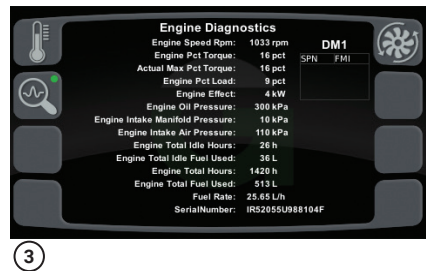 Engine Diagnostics
Engine Speed Rpm: 1033 rpm
Engine Pct Torque: 16 pct
Actual Max Pct Torque: 16 pct
Engine Pct Load: 9 pct
Engine Effect: 4 kW
Engine Oil Pressure: 300 kPa
Engine Intake Manifold Pressure: 10 kPa
Engine Intake Air Pressure: 110 kPa
Engine Total Idle Hours: 26 h
Engine Total Idle Fuel Used: 36 L
Engine Total Hours: 1420 h
Engine Total Fuel Used: 513 L
Fuel Rate: 25.65 L/h
SerialNumber: IR52055U988104F
DM1
SPN FMI
3